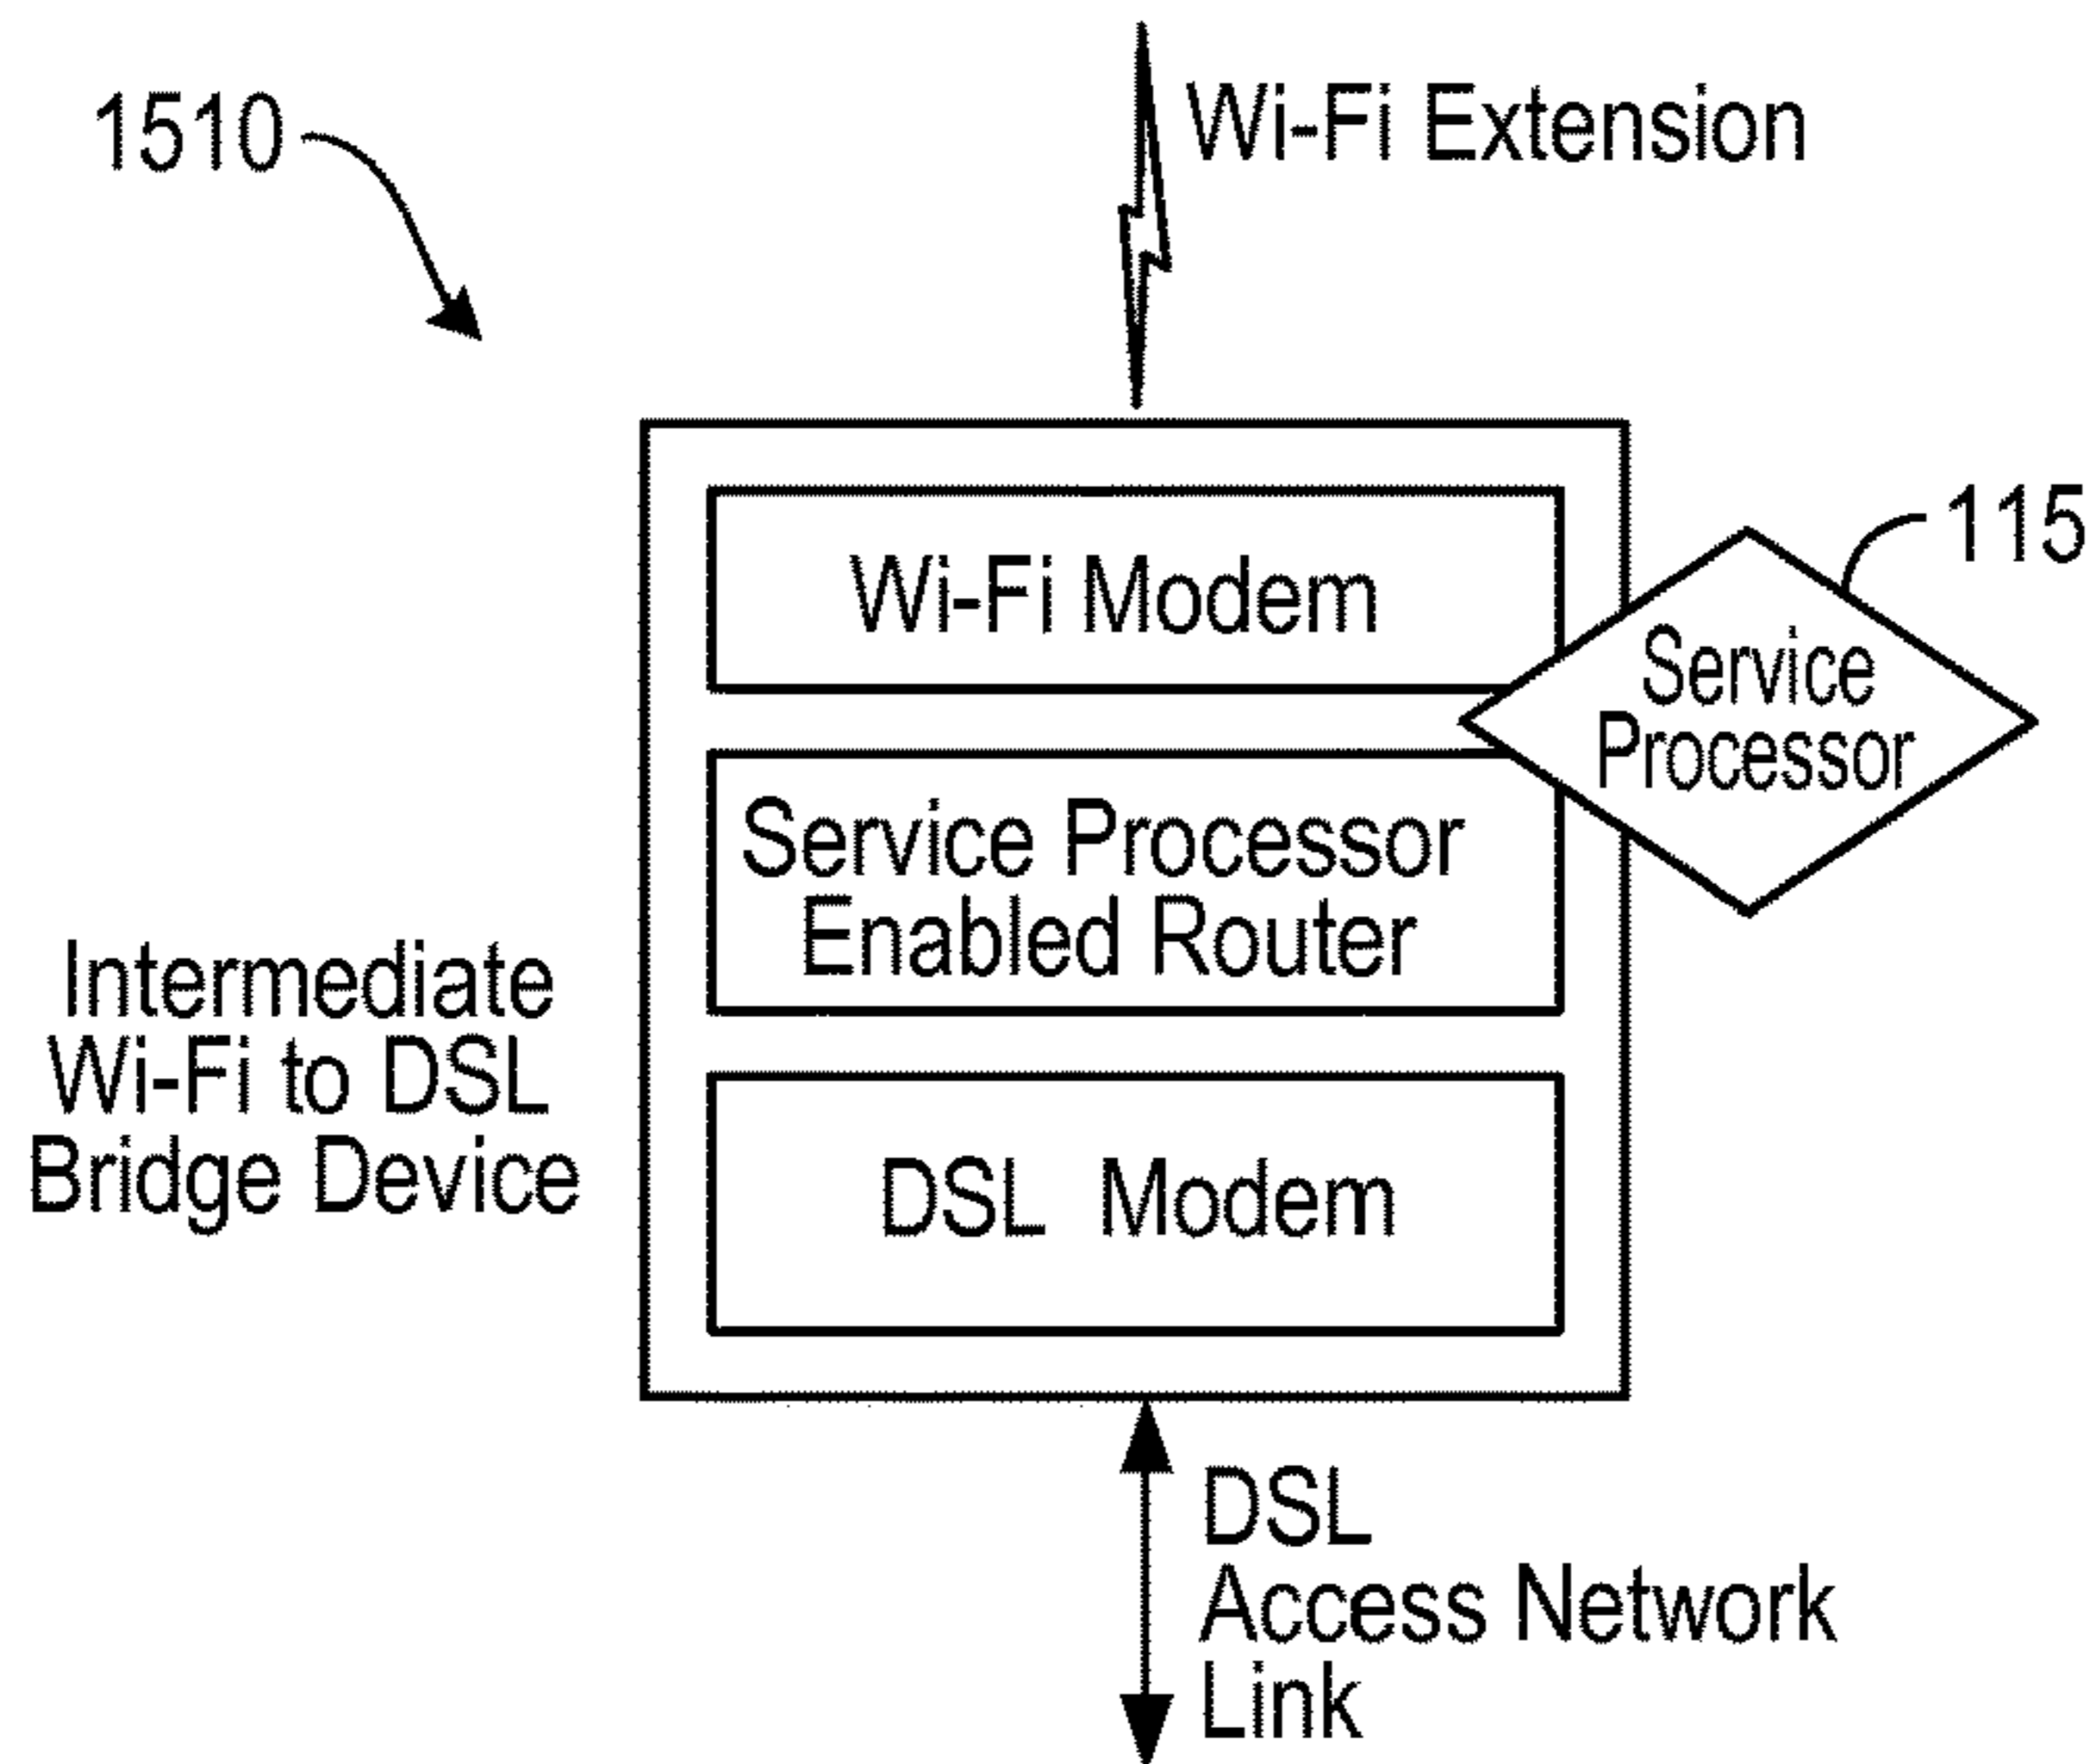 1510
Wi-Fi Extension
115
Wi-Fi Modem
Service
Processor
Service Processor
Enabled Router
Intermediate
Wi-Fi to DSL
Bridge Device
DSL Modem
DSL
Access Network
Link